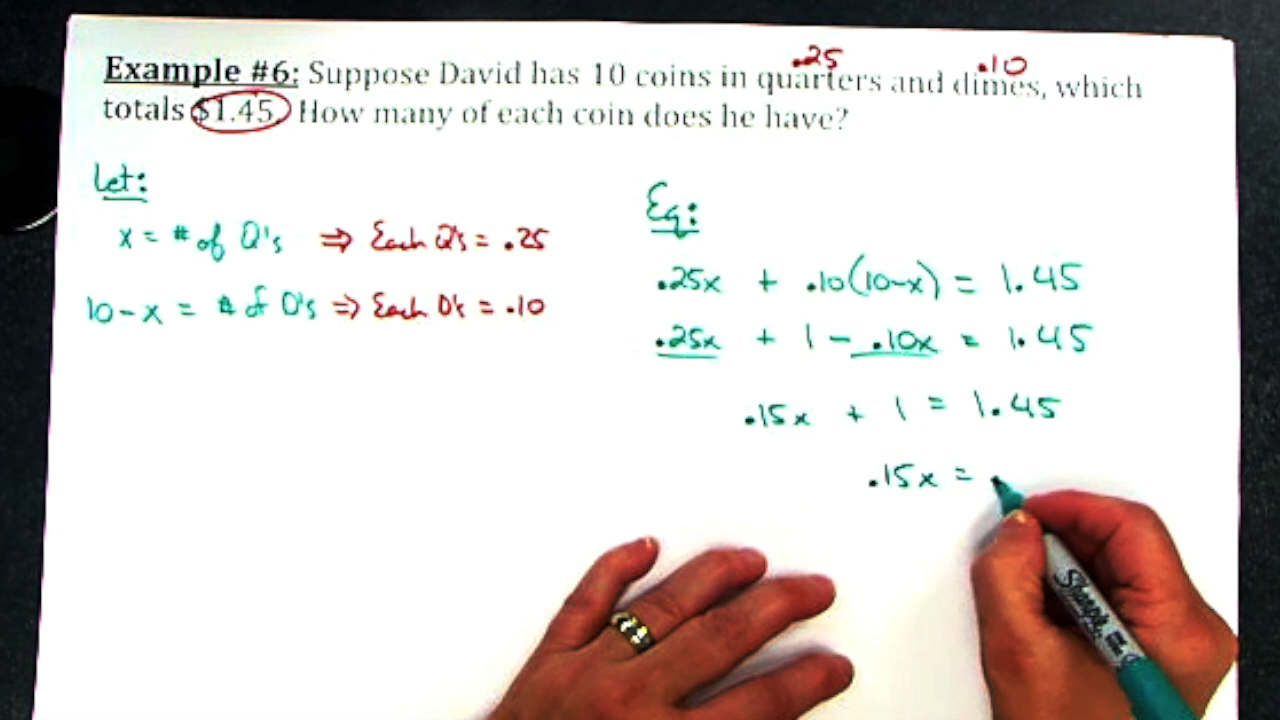 .25 .10
Example #6: Suppose David has 10 coins in quarters and dimes, which
totals $1.45. How many of each coin does he have?
Let:
x = # of Q's ⇒ Each Q's = .25
10-x = # of D's ⇒ Each D's = .10
Eq:
.25x + .10(10-x) = 1.45
.25x + 1 - .10x = 1.45
.15x + 1 = 1.45
.15x = .
Sharpie